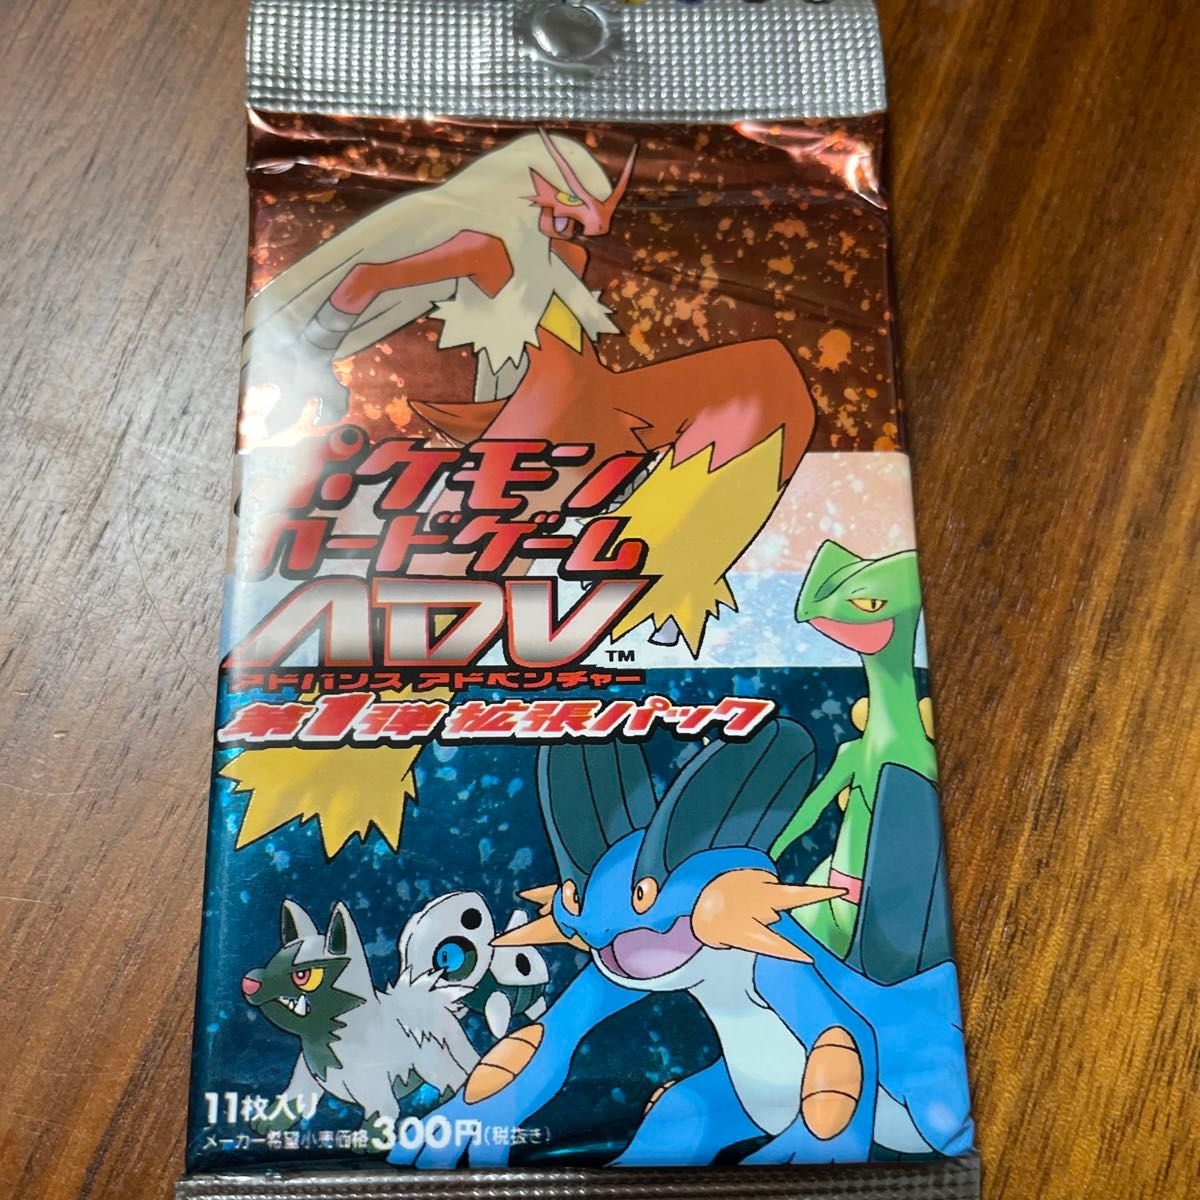 ポケモン
カードゲーム
ADV™
アドバンス アドベンチャー
第1弾 拡張パック
11枚入り
メーカー希望小売価格300円(税抜き)